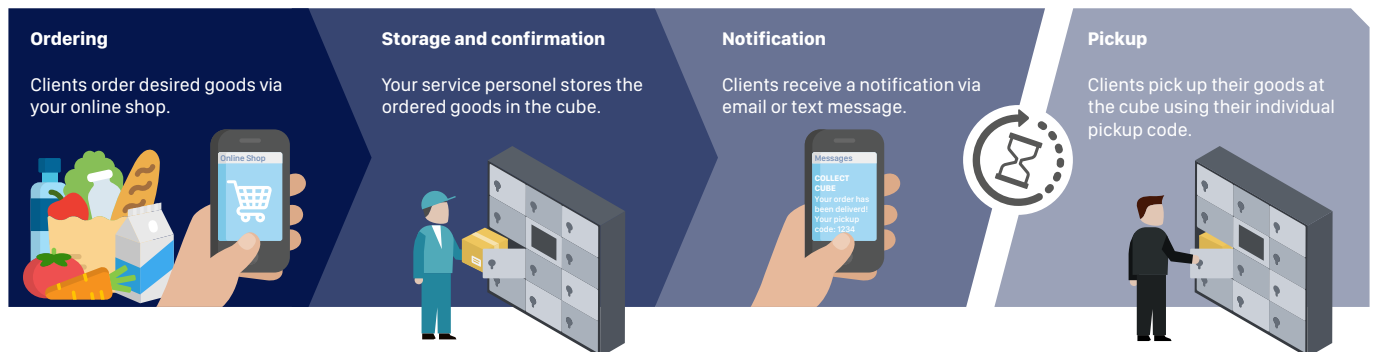 Ordering
Clients order desired goods via
your online shop.
Online Shop
Storage and confirmation
Your service personel stores the
ordered goods in the cube.
Notification
Clients receive a notification via
email or text message.
Messages
COLLECT
CUBE
Your order has
been deliverd!
Your pickup
code: 1234
Pickup
Clients pick up their goods at
the cube using their individual
pickup code.